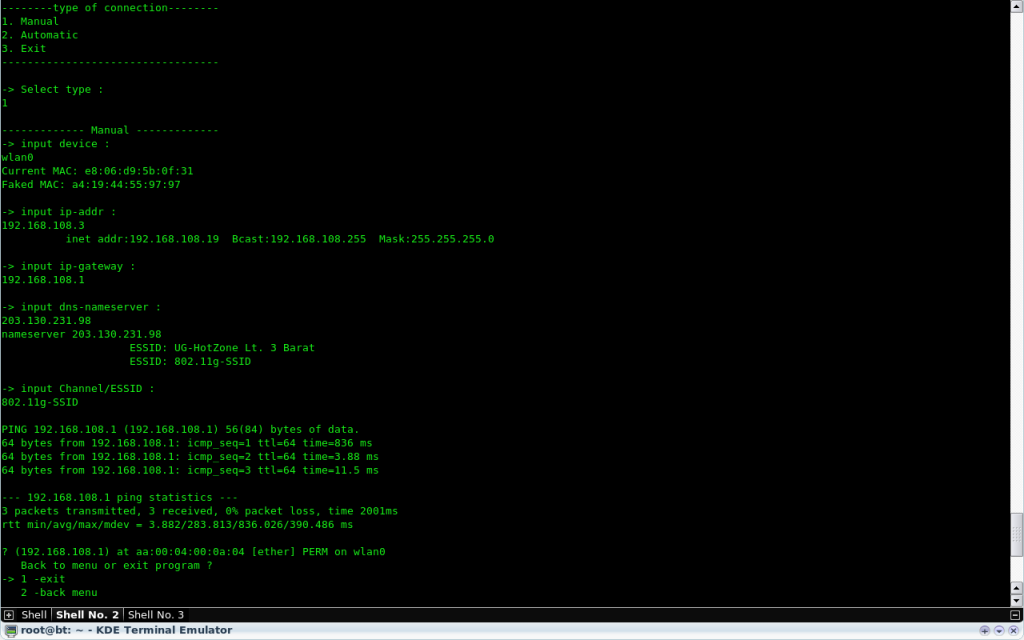 --------type of connection--------
1. Manual
2. Automatic
3. Exit
----------------------------------
-> Select type :
1
------------- Manual -------------
-> input device :
wlan0
Current MAC: e8:06:d9:5b:0f:31
Faked MAC: a4:19:44:55:97:97
-> input ip-addr :
192.168.108.3
inet addr:192.168.108.19  Bcast:192.168.108.255  Mask:255.255.255.0
-> input ip-gateway :
192.168.108.1
-> input dns-nameserver :
203.130.231.98
nameserver 203.130.231.98
ESSID: UG-HotZone Lt. 3 Barat
ESSID: 802.11g-SSID
-> input Channel/ESSID :
802.11g-SSID
PING 192.168.108.1 (192.168.108.1) 56(84) bytes of data.
64 bytes from 192.168.108.1: icmp_seq=1 ttl=64 time=836 ms
64 bytes from 192.168.108.1: icmp_seq=2 ttl=64 time=3.88 ms
64 bytes from 192.168.108.1: icmp_seq=3 ttl=64 time=11.5 ms
--- 192.168.108.1 ping statistics ---
3 packets transmitted, 3 received, 0% packet loss, time 2001ms
rtt min/avg/max/mdev = 3.882/283.813/836.026/390.486 ms
? (192.168.108.1) at aa:00:04:00:0a:04 [ether] PERM on wlan0
Back to menu or exit program ?
-> 1 -exit
2 -back menu
Shell Shell No. 2 Shell No. 3
root@bt: ~ - KDE Terminal Emulator